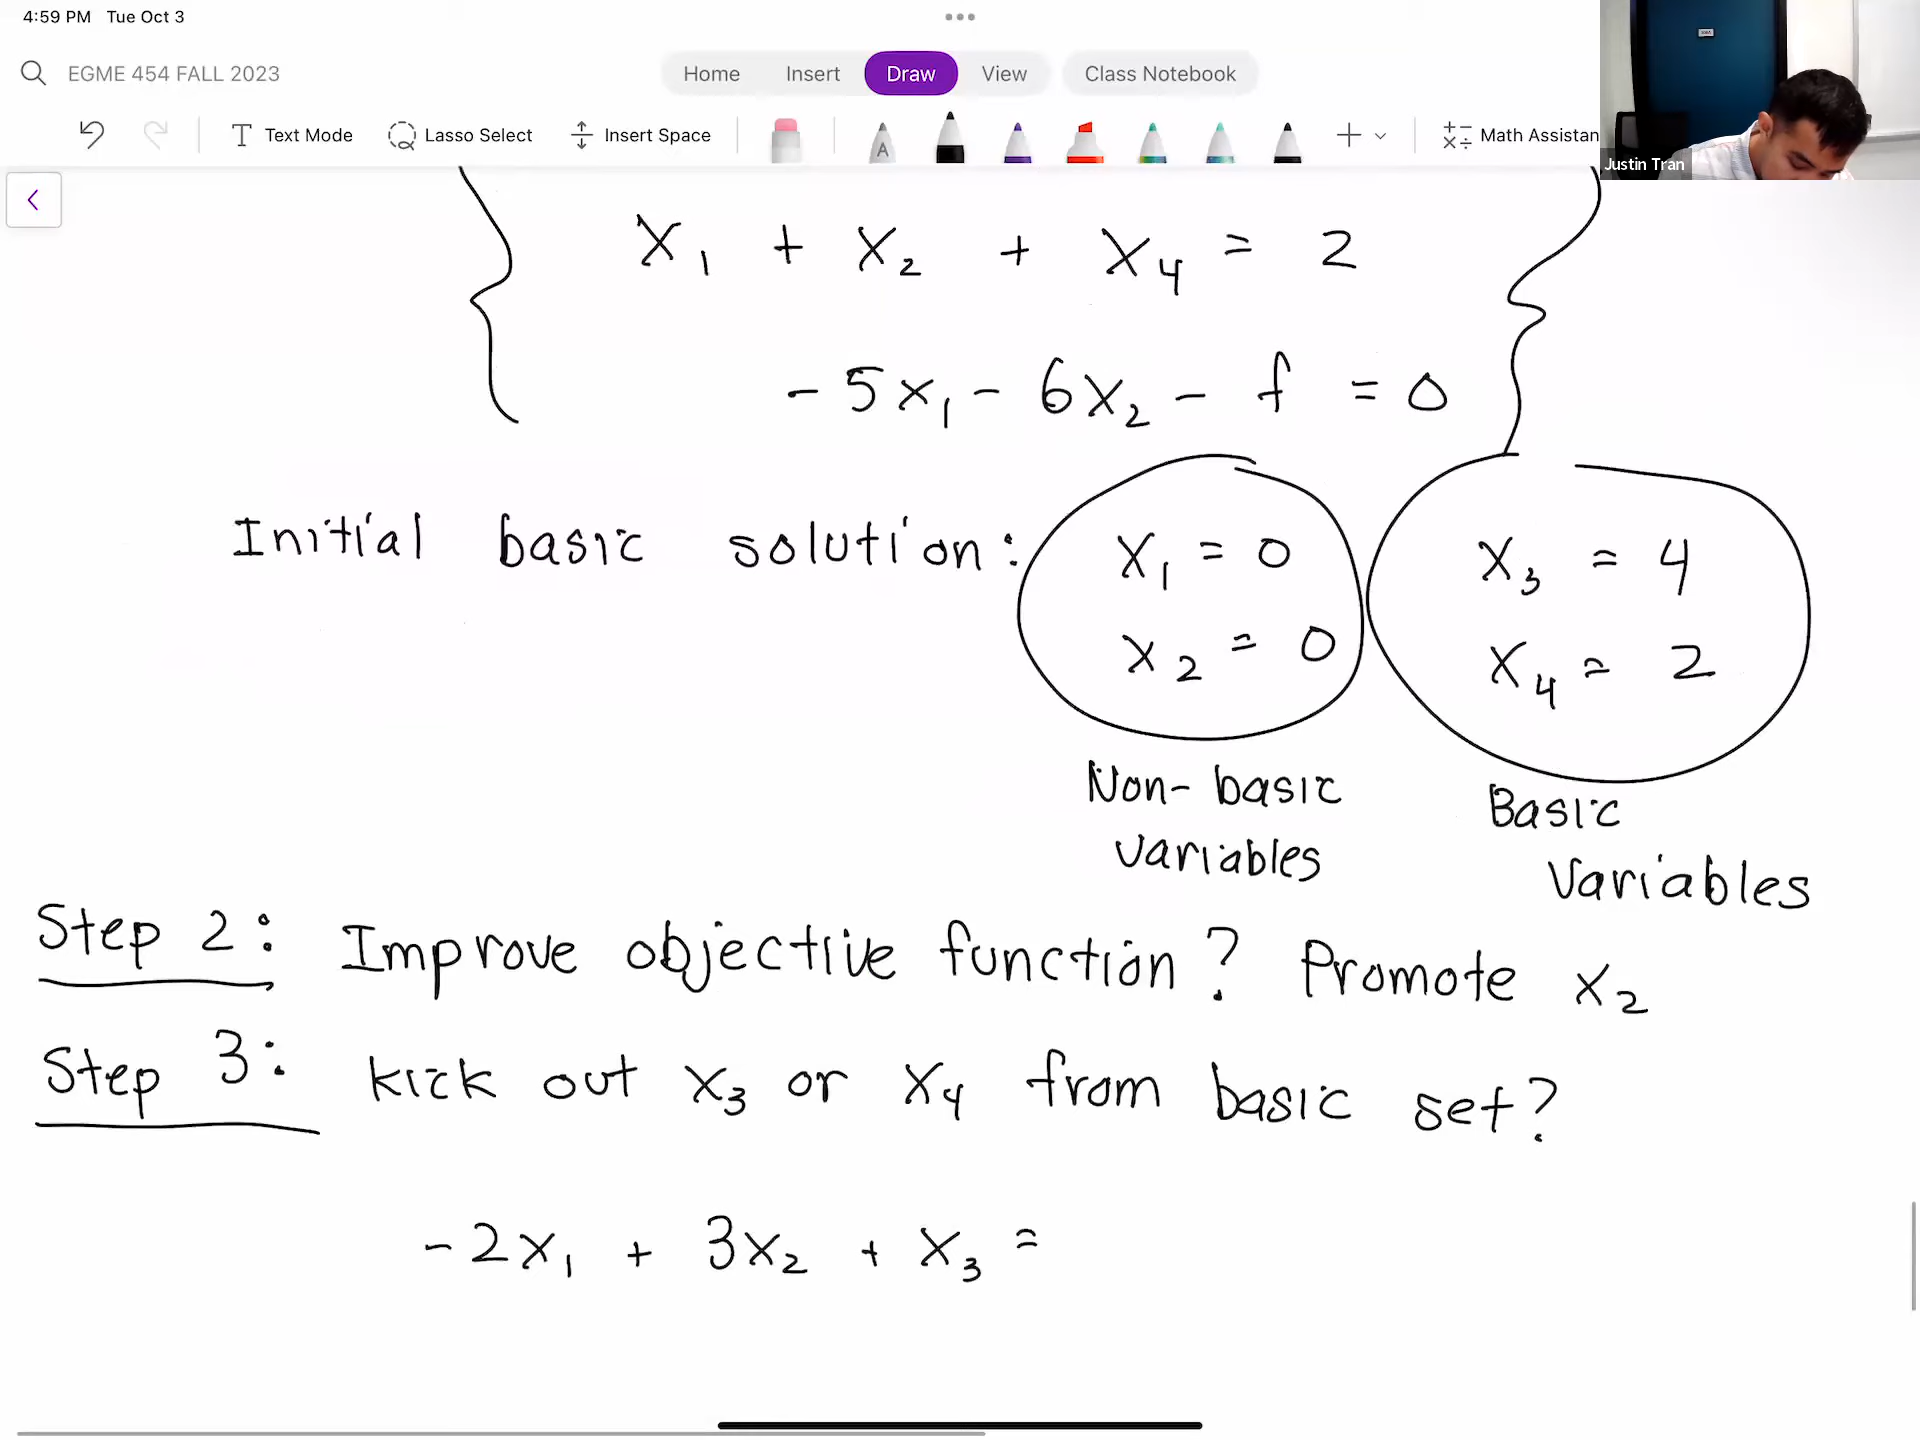 4:59 PM Tue Oct 3
EGME 454 FALL 2023
Home Insert Draw View Class Notebook
Text Mode Lasso Select Insert Space A Math Assistan
Justin Tran
x₁ + x₂ + x₄ = 2
- 5x₁ - 6x₂ - f = 0
Initial basic solution: x₁ = 0 x₃ = 4
x₂ = 0 x₄ = 2
Non-basic variables
Basic Variables
Step 2: Improve objective function? Promote x₂
Step 3: kick out x₃ or x₄ from basic set?
- 2x₁ + 3x₂ + x₃ =